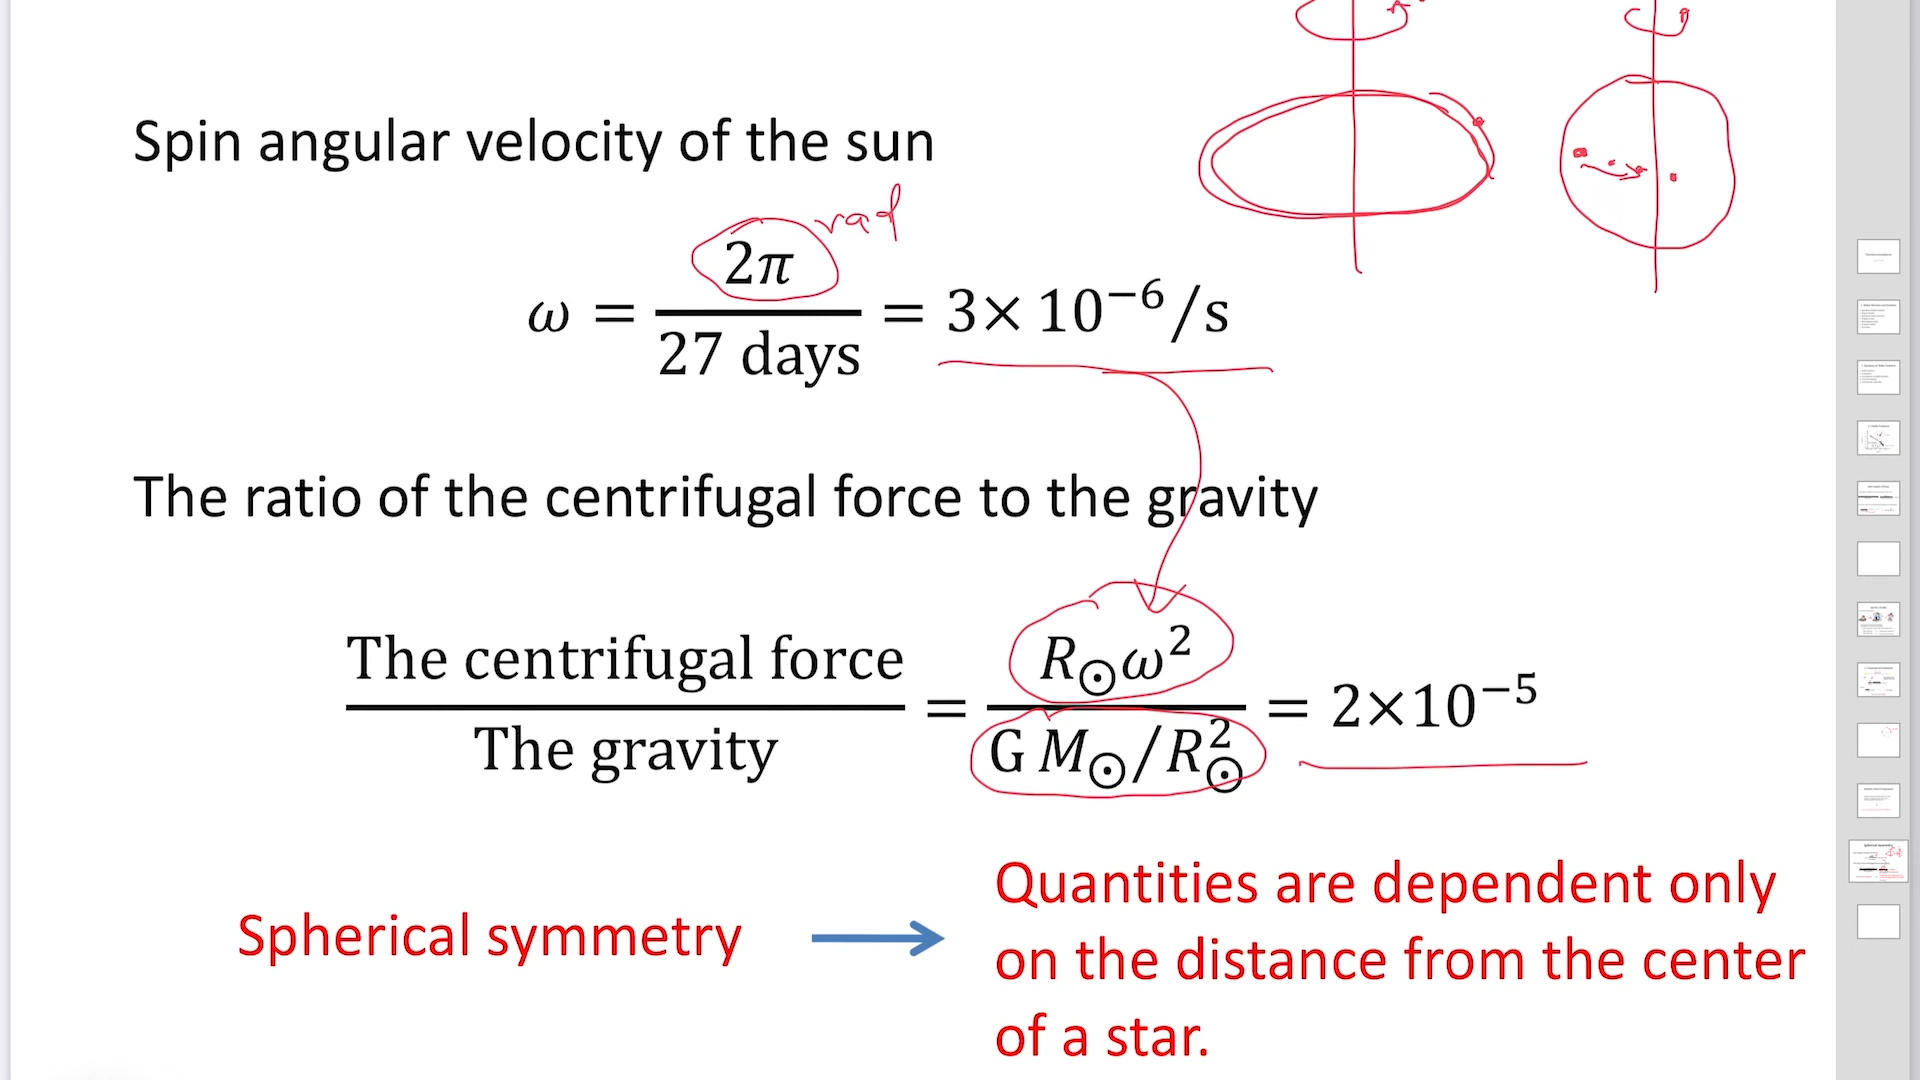 Spin angular velocity of the sun
rad
ω = 2π / 27 days = 3× 10⁻⁶/s
The ratio of the centrifugal force to the gravity
The centrifugal force / The gravity = R☉ω² / G M☉/R☉² = 2×10⁻⁵
Spherical symmetry
Quantities are dependent only
on the distance from the center
of a star.